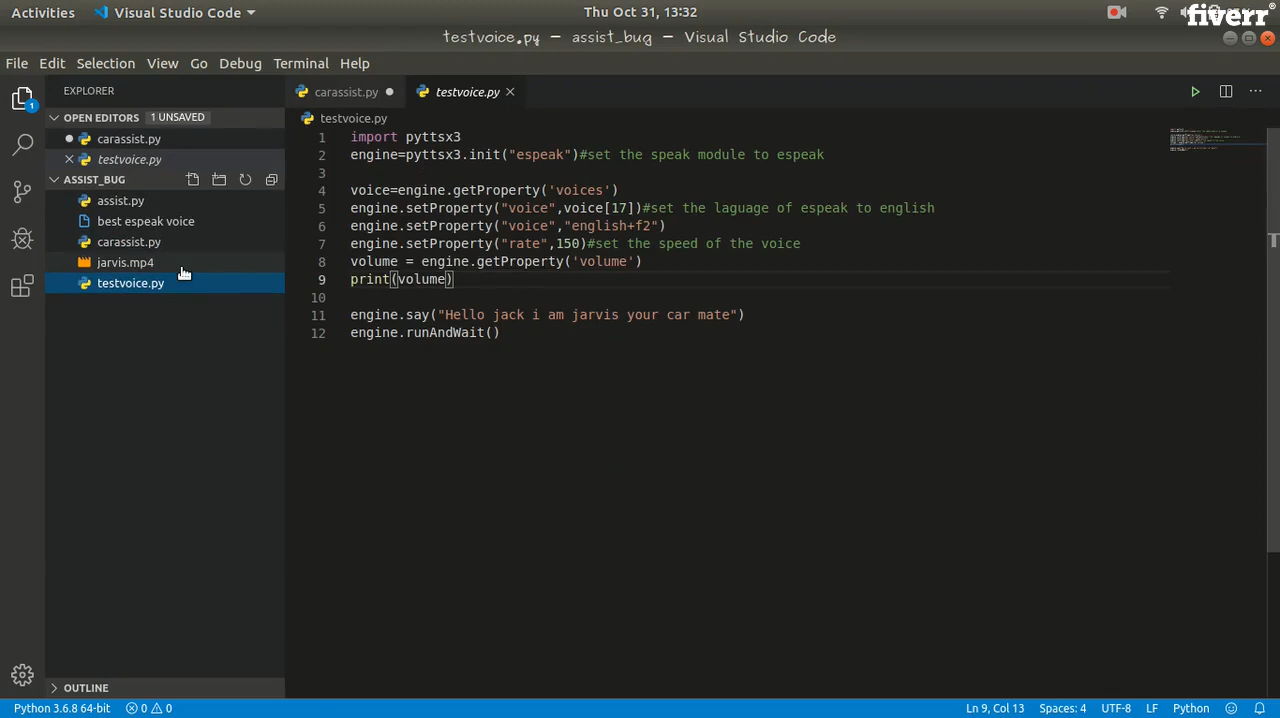 Activities
Visual Studio Code
Thu Oct 31, 13:32
fiverr®
testvoice.py - assist_bug - Visual Studio Code
File Edit Selection View Go Debug Terminal Help
EXPLORER
carassist.py
testvoice.py
OPEN EDITORS
1 UNSAVED
carassist.py
testvoice.py
ASSIST_BUG
assist.py
best espeak voice
carassist.py
jarvis.mp4
testvoice.py
1
testvoice.py
1 import pyttsx3
2 engine=pyttsx3.init("espeak")#set the speak module to espeak
3
4 voice=engine.getProperty('voices')
5 engine.setProperty("voice",voice[17])#set the laguage of espeak to english
6 engine.setProperty("voice","english+f2")
7 engine.setProperty("rate",150)#set the speed of the voice
8 volume = engine.getProperty('volume')
9 print(volume)
10
11 engine.say("Hello jack i am jarvis your car mate")
12 engine.runAndWait()
OUTLINE
Python 3.6.8 64-bit
0
0
Ln 9, Col 13
Spaces: 4
UTF-8
LF
Python